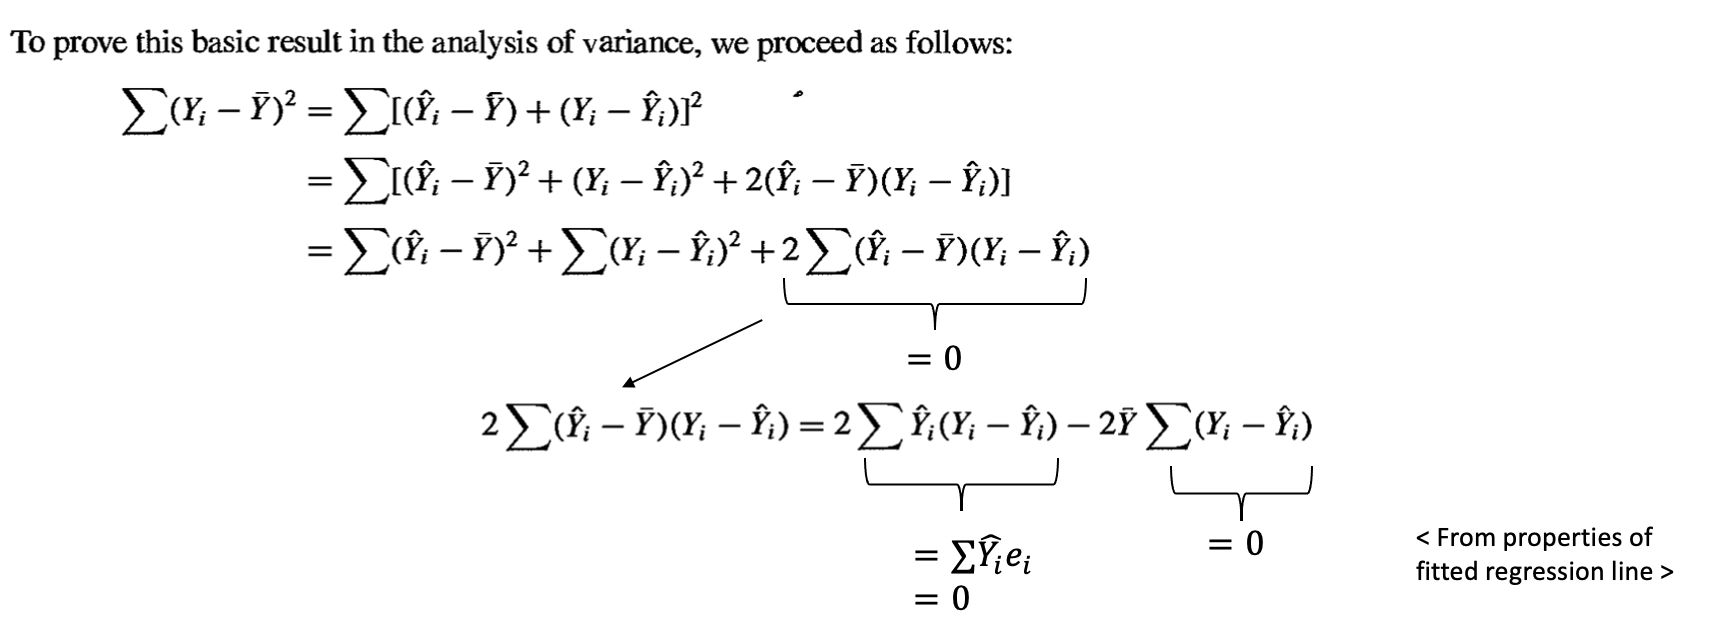 To prove this basic result in the analysis of variance, we proceed as follows:
∑(Yᵢ − Ȳ)² = ∑[(Ŷᵢ − Ȳ) + (Yᵢ − Ŷᵢ)]²
= ∑[(Ŷᵢ − Ȳ)² + (Yᵢ − Ŷᵢ)² + 2(Ŷᵢ − Ȳ)(Yᵢ − Ŷᵢ)]
= ∑(Ŷᵢ − Ȳ)² + ∑(Yᵢ − Ŷᵢ)² + 2∑(Ŷᵢ − Ȳ)(Yᵢ − Ŷᵢ)
= 0
2∑(Ŷᵢ − Ȳ)(Yᵢ − Ŷᵢ) = 2∑Ŷᵢ(Yᵢ − Ŷᵢ) − 2Ȳ∑(Yᵢ − Ŷᵢ)
= ∑Ŷᵢeᵢ
= 0
= 0
< From properties of
fitted regression line >